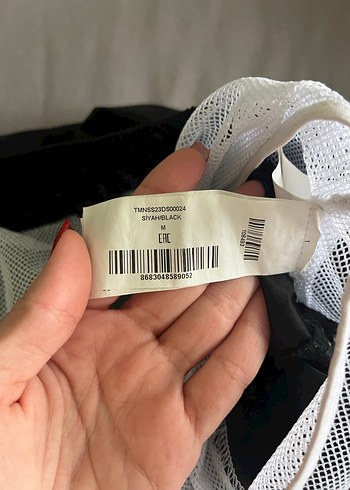 TMNSS23DS00024
SİYAH/BLACK
M
EAC
8683048589052